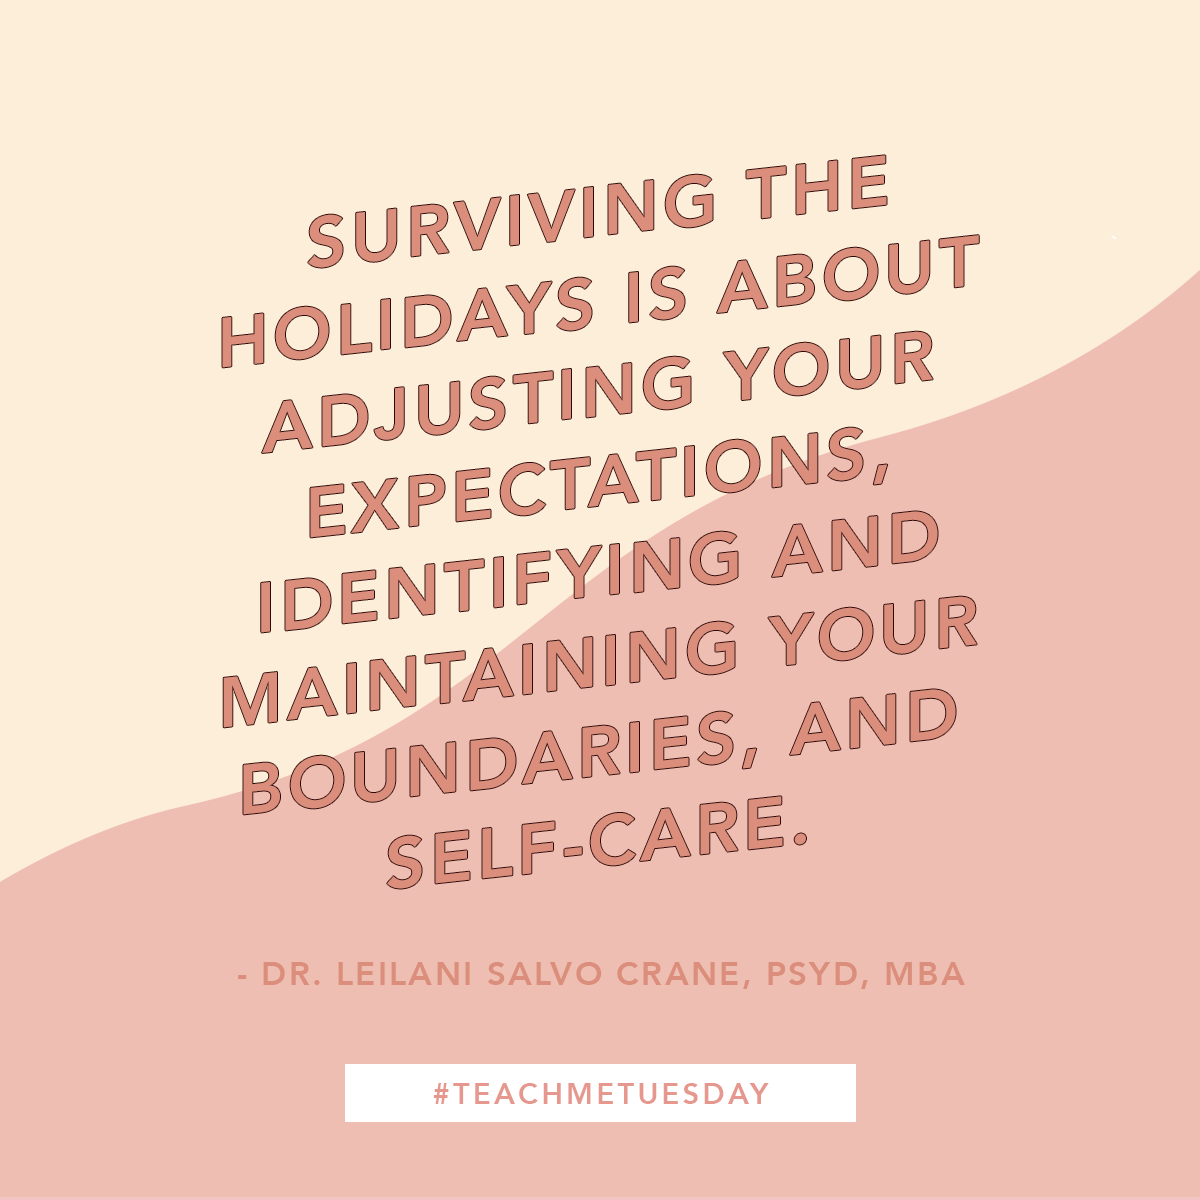 SURVIVING THE
HOLIDAYS IS ABOUT
ADJUSTING YOUR
EXPECTATIONS,
IDENTIFYING AND
MAINTAINING YOUR
BOUNDARIES, AND
SELF-CARE.
- DR. LEILANI SALVO CRANE, PSYD, MBA
#TEACHMETUESDAY